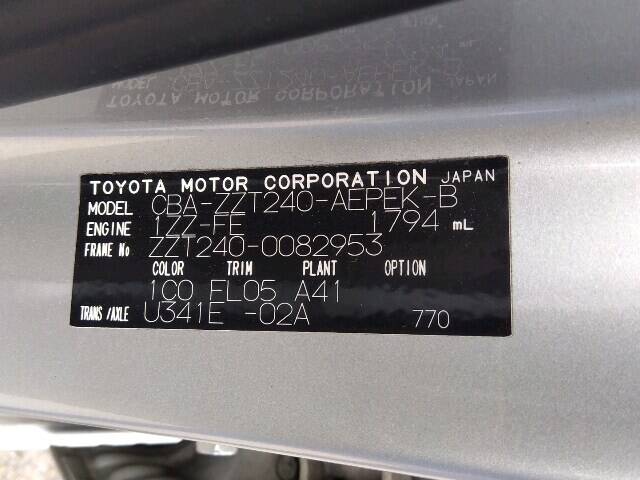 TOYOTA MOTOR CORPORATION JAPAN
MODEL CBA-ZZT240-AEPEK-B
ENGINE 1ZZ-FE 1794 mL
FRAME No ZZT240-0082953
COLOR TRIM PLANT OPTION
1C0 FL05 A41
TRANS/AXLE U341E -02A 770